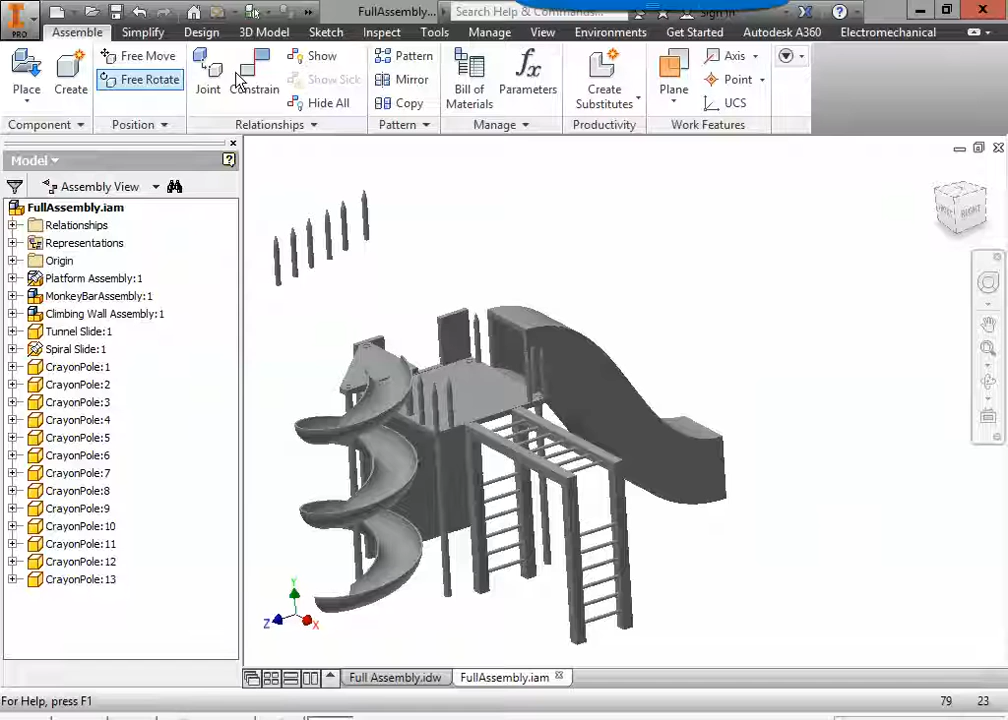 PRO
FullAssembly....
Search Help & Commands...
Sign In
Assemble Simplify Design 3D Model Sketch Inspect Tools Manage View Environments Get Started Autodesk A360 Electromechanical
Place
Create
Free Move
Free Rotate
Joint
Constrain
Show
Show Sick
Hide All
Pattern
Mirror
Copy
Bill of
Materials
fx
Parameters
Create
Substitutes
Plane
Axis
Point
UCS
Component Position Relationships Pattern Manage Productivity Work Features
Model
Assembly View
FullAssembly.iam
Relationships
Representations
Origin
Platform Assembly:1
MonkeyBarAssembly:1
Climbing Wall Assembly:1
Tunnel Slide:1
Spiral Slide:1
CrayonPole:1
CrayonPole:2
CrayonPole:3
CrayonPole:4
CrayonPole:5
CrayonPole:6
CrayonPole:7
CrayonPole:8
CrayonPole:9
CrayonPole:10
CrayonPole:11
CrayonPole:12
CrayonPole:13
RIGHT
Y
Z
X
Full Assembly.idw
FullAssembly.iam
For Help, press F1
79 23